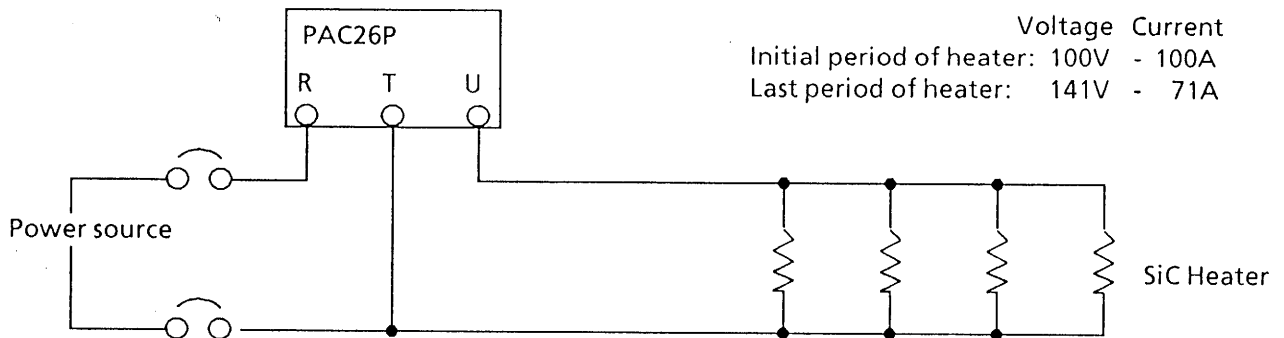 PAC26P
R T U
Voltage Current
Initial period of heater: 100V - 100A
Last period of heater: 141V - 71A
Power source
SiC Heater